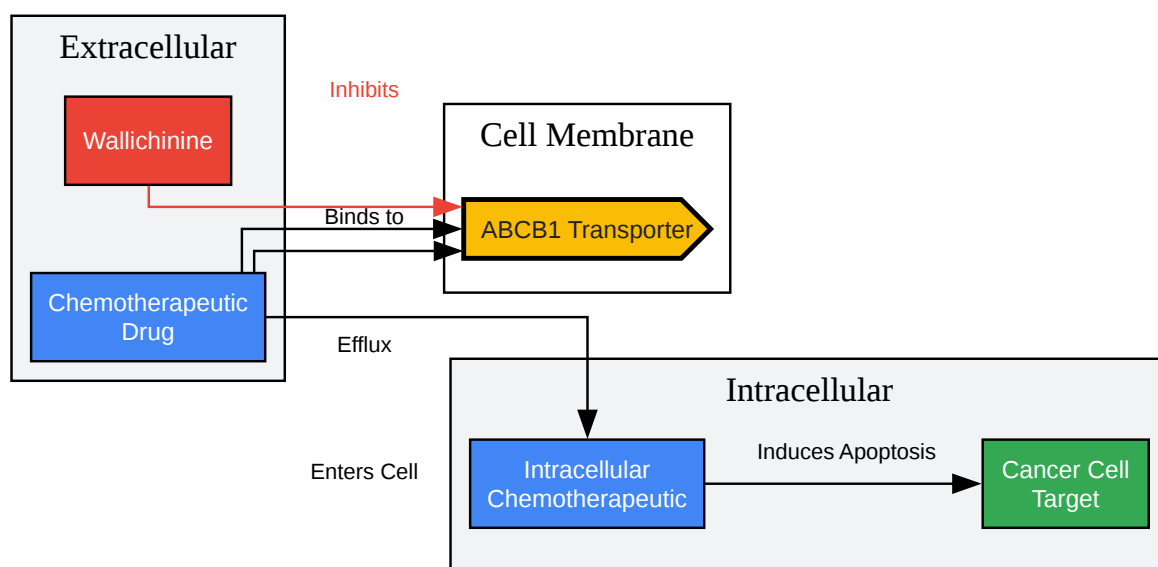 Extracellular
Inhibits
Wallichinine
Cell Membrane
Binds to
ABCB1 Transporter
Chemotherapeutic
Drug
Efflux
Intracellular
Enters Cell
Intracellular
Chemotherapeutic
Induces Apoptosis
Cancer Cell
Target